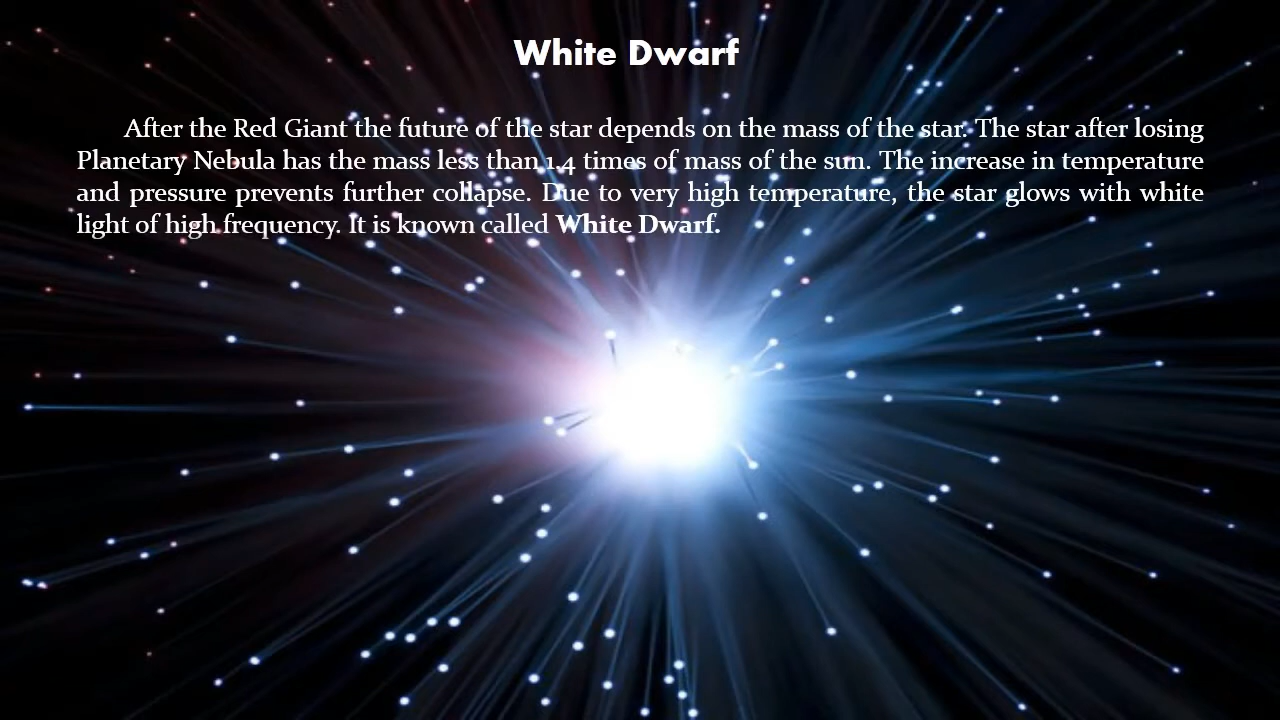 White Dwarf
After the Red Giant the future of the star depends on the mass of the star. The star after losing
Planetary Nebula has the mass less than 1.4 times of mass of the sun. The increase in temperature
and pressure prevents further collapse. Due to very high temperature, the star glows with white
light of high frequency. It is known called White Dwarf.